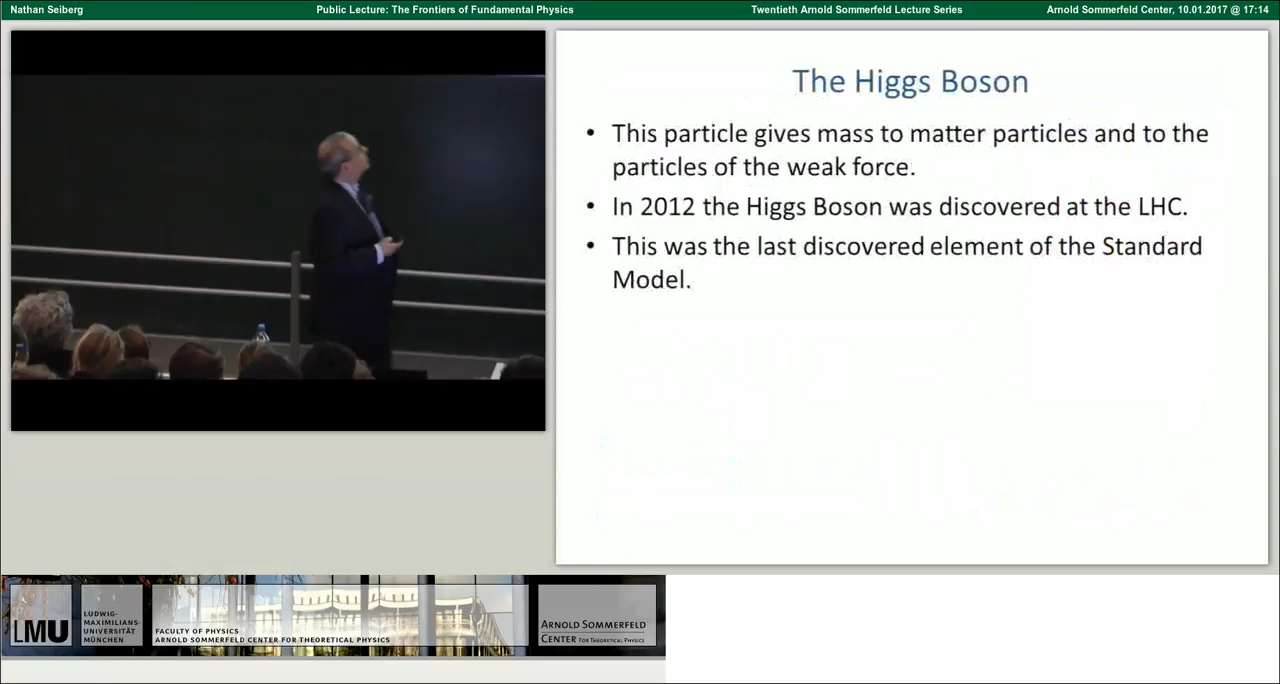 Nathan Seiberg
Public Lecture: The Frontiers of Fundamental Physics
Twentieth Arnold Sommerfeld Lecture Series
Arnold Sommerfeld Center, 10.01.2017 @ 17:14
The Higgs Boson
• This particle gives mass to matter particles and to the
particles of the weak force.
• In 2012 the Higgs Boson was discovered at the LHC.
• This was the last discovered element of the Standard
Model.
LMU
LUDWIG-
MAXIMILIANS-
UNIVERSITÄT
MÜNCHEN
FACULTY OF PHYSICS
ARNOLD SOMMERFELD CENTER FOR THEORETICAL PHYSICS
ARNOLD SOMMERFELD
CENTER FOR THEORETICAL PHYSICS